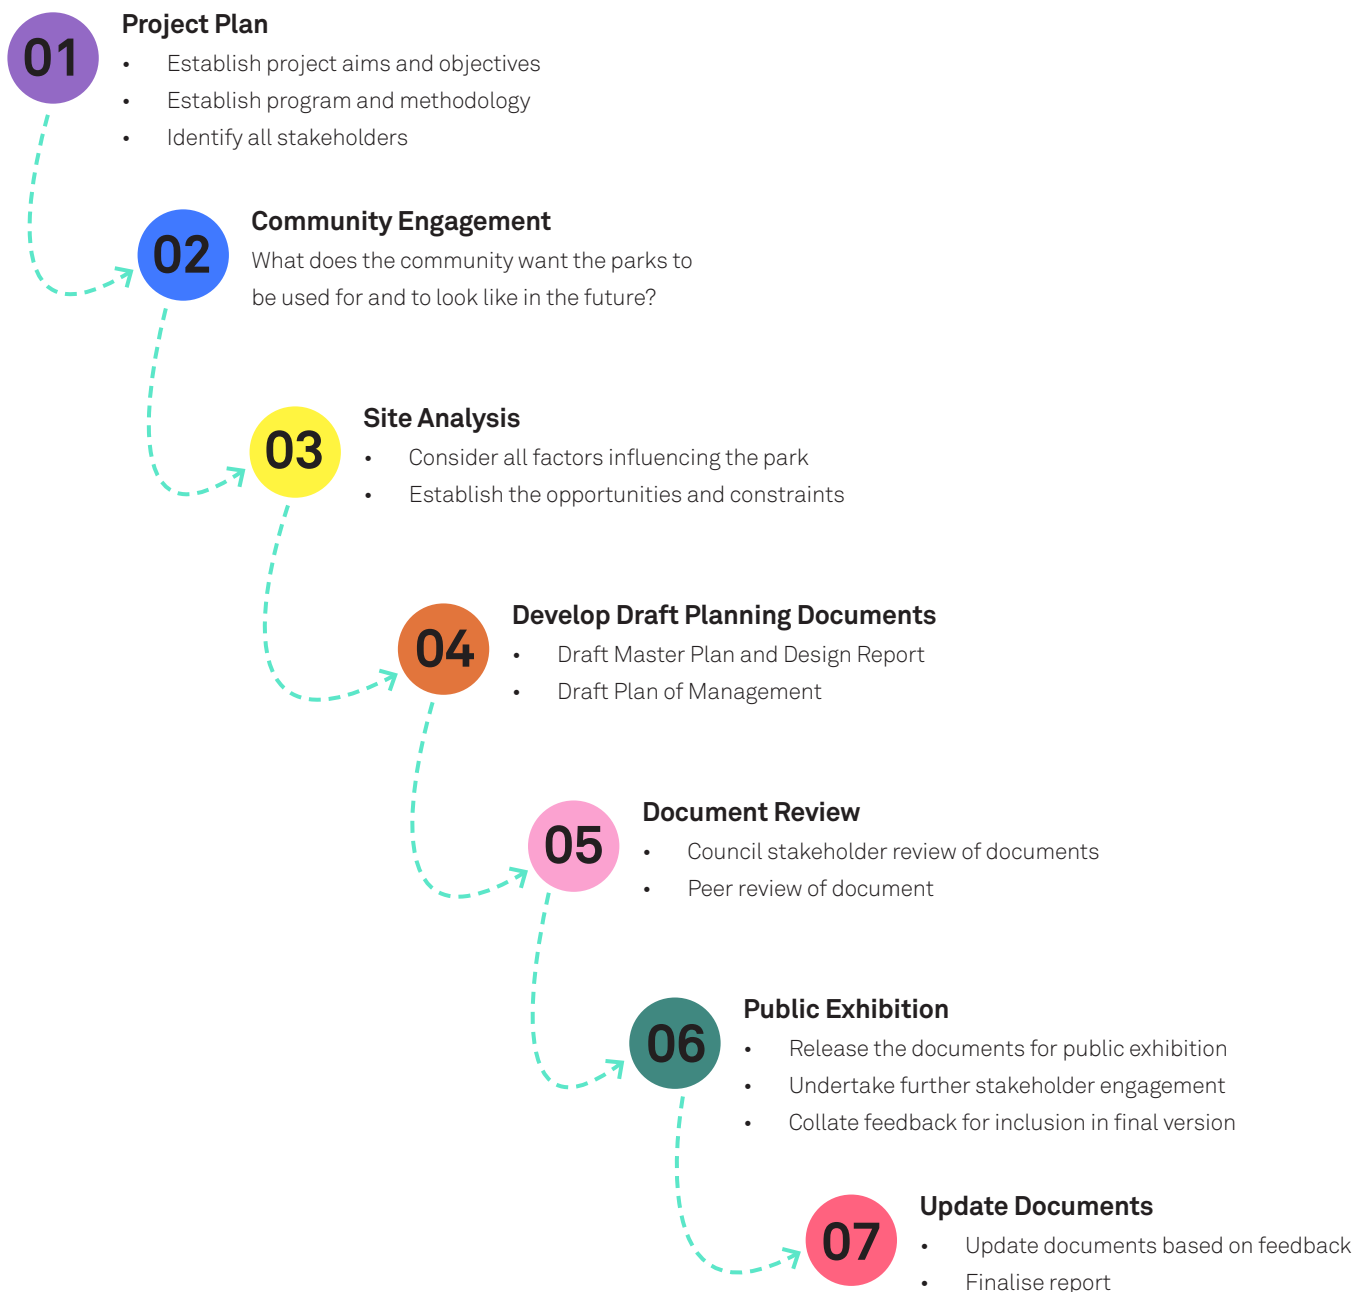 01
Project Plan
• Establish project aims and objectives
• Establish program and methodology
• Identify all stakeholders
02
Community Engagement
What does the community want the parks to
be used for and to look like in the future?
03
Site Analysis
• Consider all factors influencing the park
• Establish the opportunities and constraints
04
Develop Draft Planning Documents
• Draft Master Plan and Design Report
• Draft Plan of Management
05
Document Review
• Council stakeholder review of documents
• Peer review of document
06
Public Exhibition
• Release the documents for public exhibition
• Undertake further stakeholder engagement
• Collate feedback for inclusion in final version
07
Update Documents
• Update documents based on feedback
• Finalise report